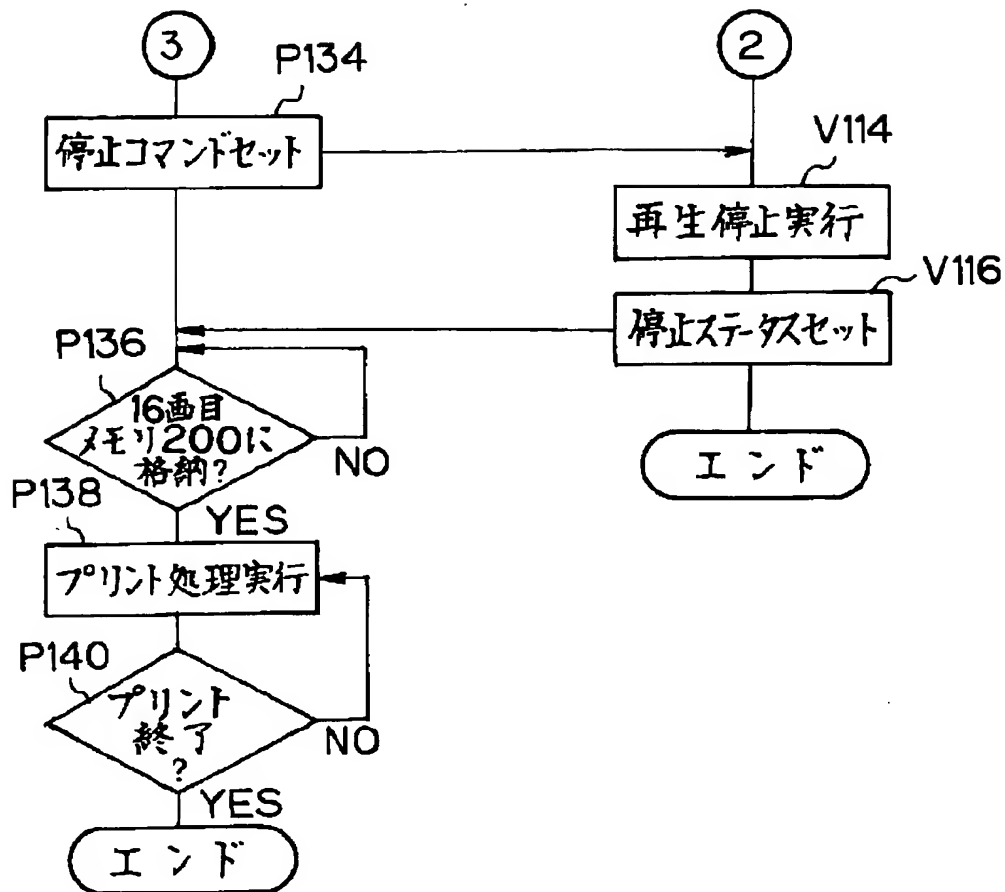 3
P134
停止コマンドセット
2
V114
再生停止実行
V116
停止ステータスセット
エンド
P136
16画目
メモリ200に
格納?
NO
YES
P138
プリント処理実行
P140
プリント
終了
?
NO
YES
エンド